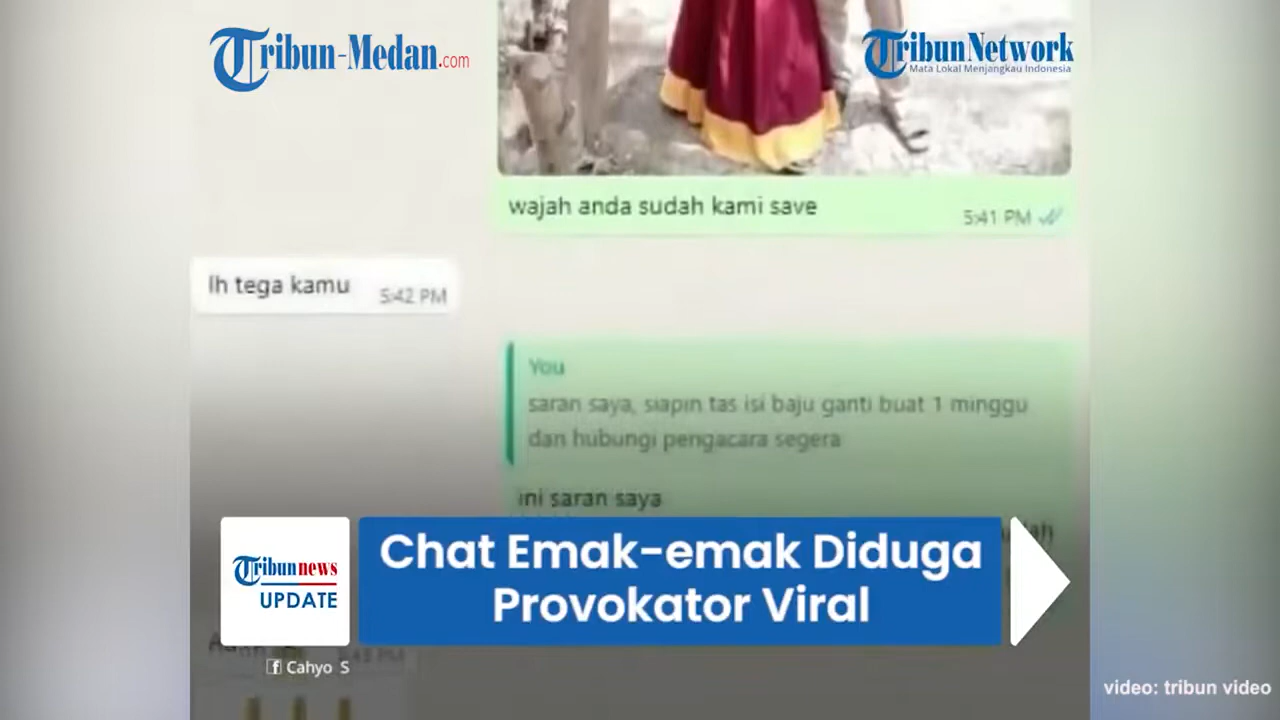 Tribun-Medan.com
TribunNetwork
Mata Lokal Menjangkau Indonesia
wajah anda sudah kami save
5:41 PM
Ih tega kamu
5:42 PM
You
saran saya, siapin tas isi baju ganti buat 1 minggu
dan hubungi pengacara segera
ini saran saya
Tribunnews
UPDATE
Chat Emak-emak Diduga
Provokator Viral
Cahyo S
video: tribun video